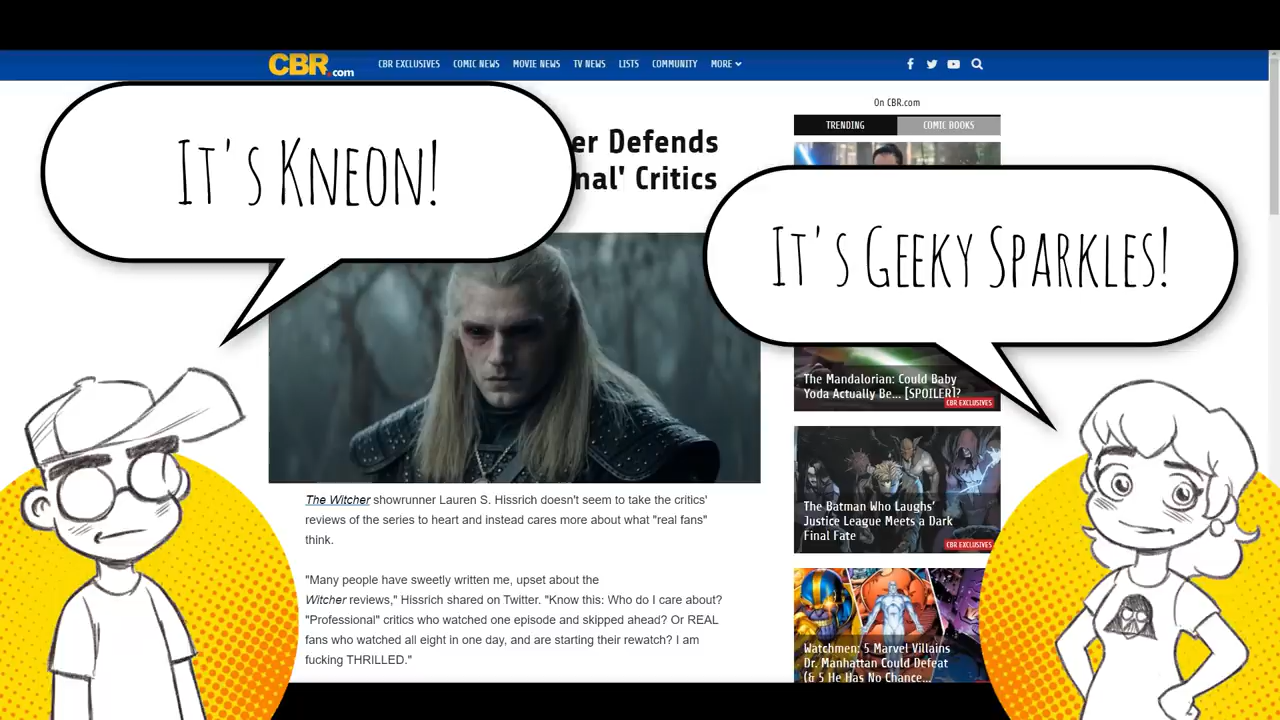 CBR.com
CBR EXCLUSIVES COMIC NEWS MOVIE NEWS TV NEWS LISTS COMMUNITY MORE
It's Kneon!
er Defends
nal' Critics
On CBR.com
TRENDING COMIC BOOKS
It's Geeky Sparkles!
The Mandalorian: Could Baby
Yoda Actually Be... [SPOILER]?
CBR EXCLUSIVES
The Batman Who Laughs'
Justice League Meets a Dark
Final Fate
CBR EXCLUSIVES
Watchmen: 5 Marvel Villains
Dr. Manhattan Could Defeat
(& 5 He Has No Chance...
The Witcher showrunner Lauren S. Hissrich doesn't seem to take the critics'
reviews of the series to heart and instead cares more about what "real fans"
think.
"Many people have sweetly written me, upset about the
Witcher reviews," Hissrich shared on Twitter. "Know this: Who do I care about?
"Professional" critics who watched one episode and skipped ahead? Or REAL
fans who watched all eight in one day, and are starting their rewatch? I am
fucking THRILLED."